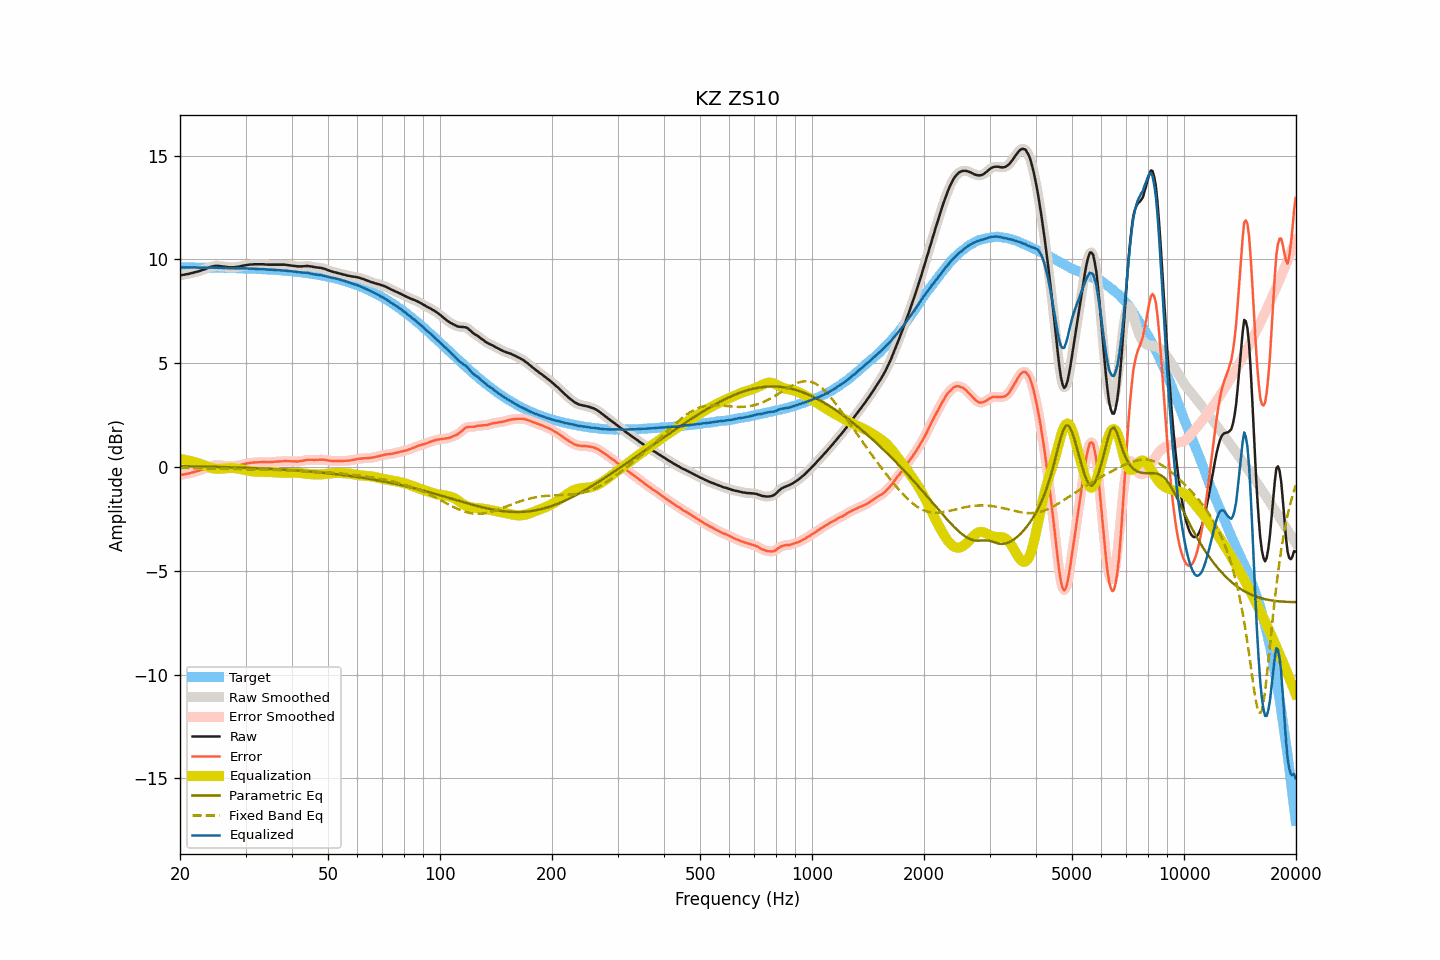 KZ ZS10
Amplitude (dBr)
15
10
5
0
−5
−10
−15
Target
Raw Smoothed
Error Smoothed
Raw
Error
Equalization
Parametric Eq
Fixed Band Eq
Equalized
20 50 100 200 500 1000 2000 5000 10000 20000
Frequency (Hz)